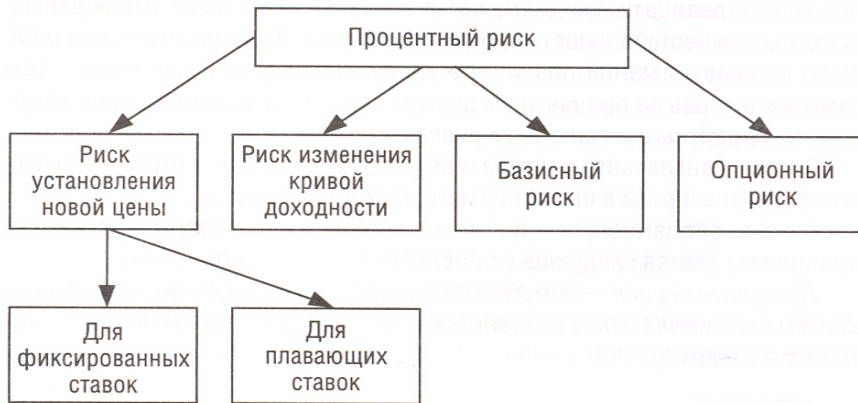 Процентный риск
Риск
установления
новой цены
Риск изменения
кривой
доходности
Базисный
риск
Опционный
риск
Для
фиксированных
ставок
Для
плавающих
ставок